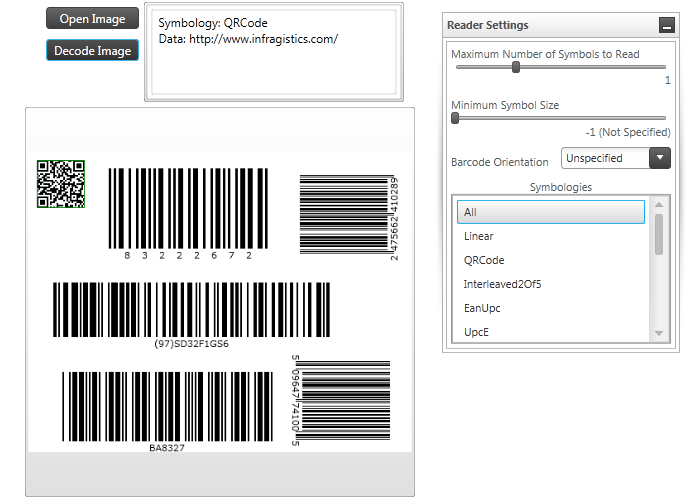 Open Image
Decode Image
Symbology: QRCode
Data: http://www.infragistics.com/
Reader Settings
Maximum Number of Symbols to Read
1
Minimum Symbol Size
-1 (Not Specified)
Barcode Orientation
Unspecified
Symbologies
All
Linear
QRCode
Interleaved2Of5
EanUpc
UpcE
8 3 2 2 2 6 7 2
2 475662 410289
(97)SD32F1GS6
BA8327
5 09647 74100 5